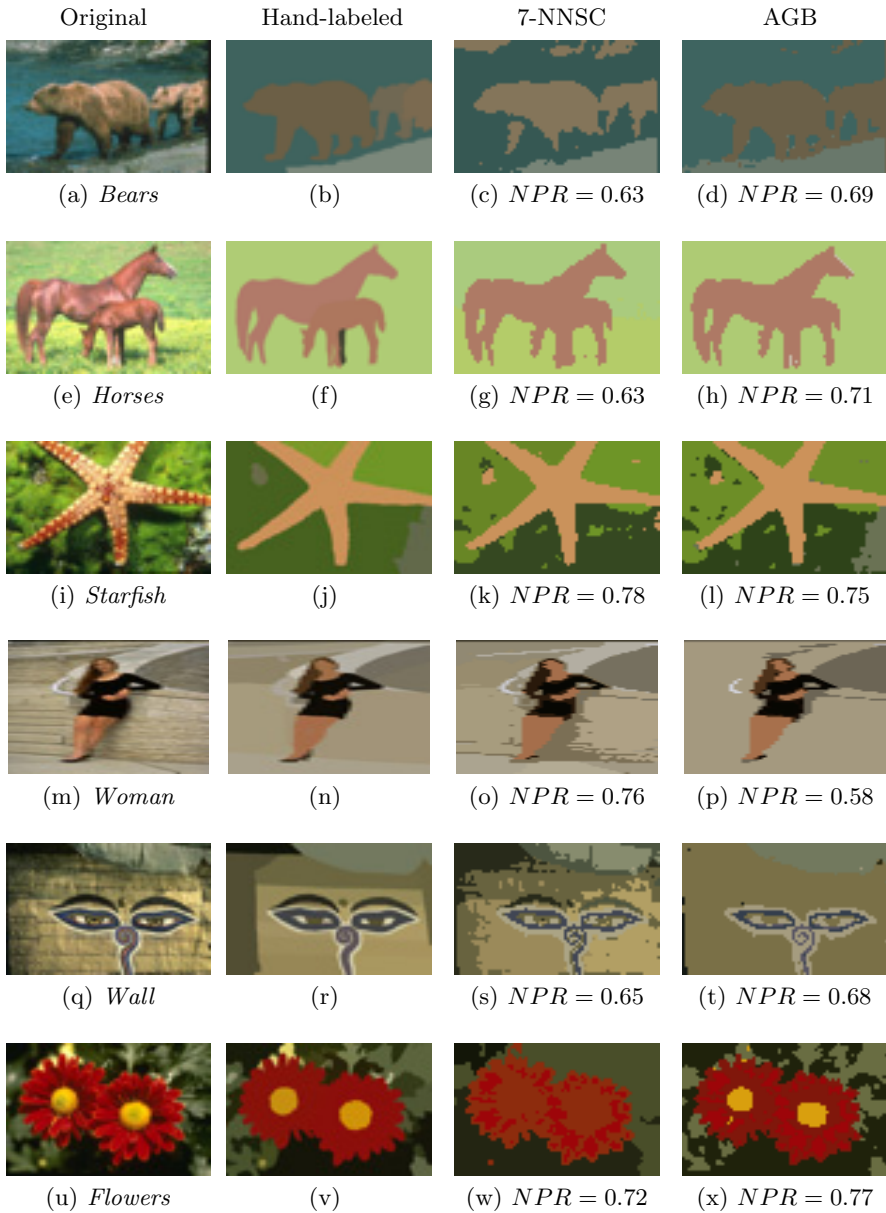 Original Hand-labeled 7-NNSC AGB
(a) Bears (b) (c) NPR = 0.63 (d) NPR = 0.69
(e) Horses (f) (g) NPR = 0.63 (h) NPR = 0.71
(i) Starfish (j) (k) NPR = 0.78 (l) NPR = 0.75
(m) Woman (n) (o) NPR = 0.76 (p) NPR = 0.58
(q) Wall (r) (s) NPR = 0.65 (t) NPR = 0.68
(u) Flowers (v) (w) NPR = 0.72 (x) NPR = 0.77